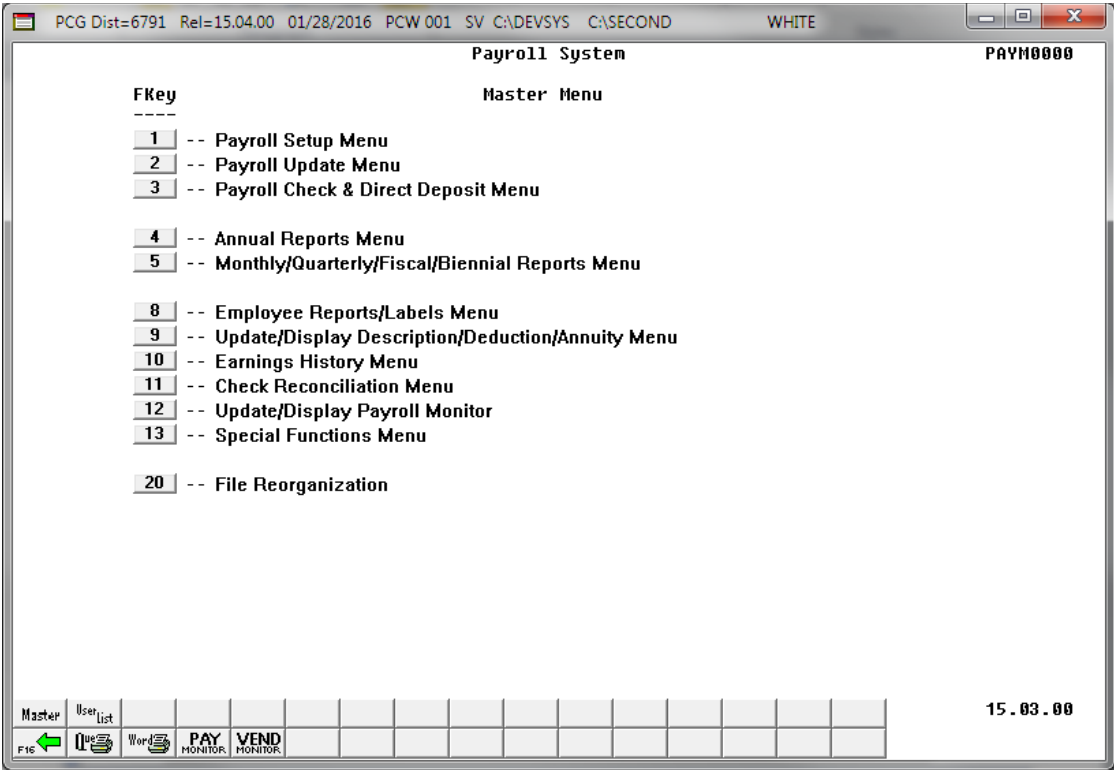 PCG Dist=6791 Rel=15.04.00 01/28/2016 PCW 001 SV C:\DEVSYS C:\SECOND WHITE
Payroll System PAYM0000
FKey Master Menu
----
1 -- Payroll Setup Menu
2 -- Payroll Update Menu
3 -- Payroll Check & Direct Deposit Menu
4 -- Annual Reports Menu
5 -- Monthly/Quarterly/Fiscal/Biennial Reports Menu
8 -- Employee Reports/Labels Menu
9 -- Update/Display Description/Deduction/Annuity Menu
10 -- Earnings History Menu
11 -- Check Reconciliation Menu
12 -- Update/Display Payroll Monitor
13 -- Special Functions Menu
20 -- File Reorganization
Master User List 15.03.00
F16 Que Word PAY MONITOR VEND MONITOR